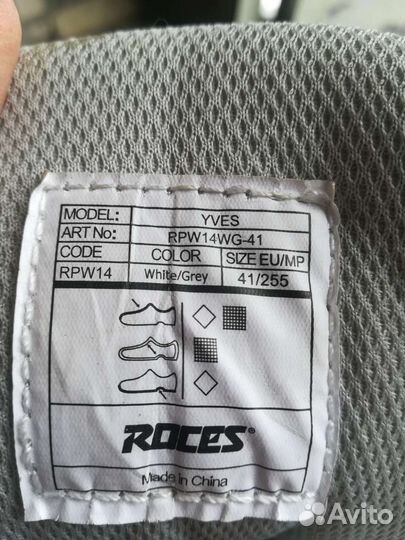 MODEL: YVES
ART No: RPW14WG-41
CODE COLOR SIZE EU/MP
RPW14 White/Grey 41/255
ROCES®
Made in China
Avito